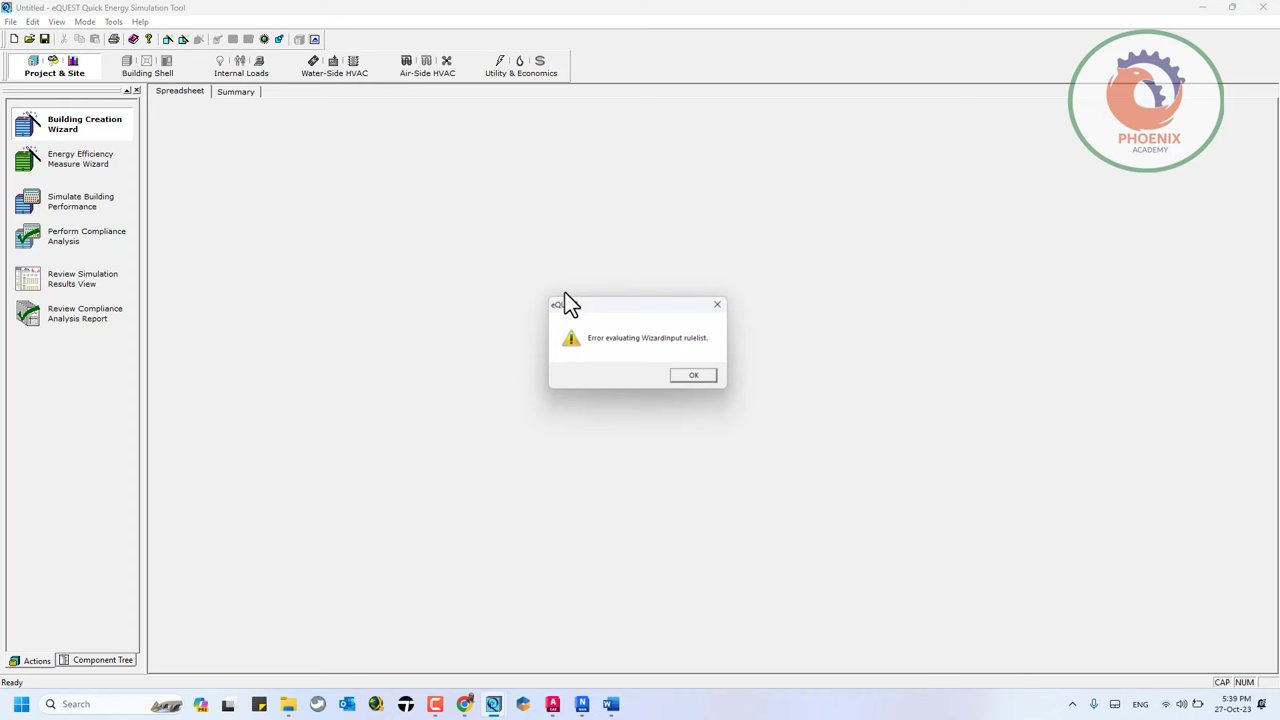 Untitled - eQUEST Quick Energy Simulation Tool
File Edit View Mode Tools Help
Project & Site
Building Shell
Internal Loads
Water-Side HVAC
Air-Side HVAC
Utility & Economics
PHOENIX
ACADEMY
Spreadsheet
Summary
Building Creation
Wizard
Energy Efficiency
Measure Wizard
Simulate Building
Performance
Perform Compliance
Analysis
Review Simulation
Results View
Review Compliance
Analysis Report
Error evaluating WizardInput rulelist.
OK
Actions
Component Tree
Ready
CAP NUM
Search
ENG
5:39 PM
27-Oct-23